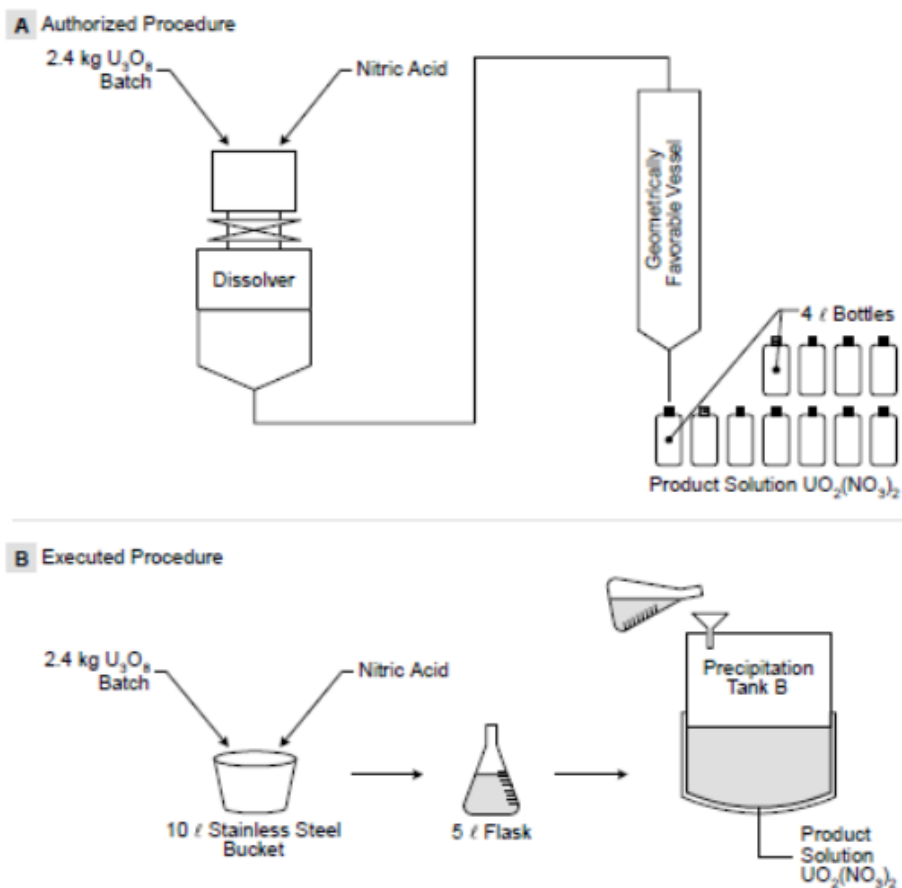 A Authorized Procedure
2.4 kg U₃O₈
Batch
Nitric Acid
Dissolver
Geometrically
Favorable Vessel
4 ℓ Bottles
Product Solution UO₂(NO₃)₂
B Executed Procedure
2.4 kg U₃O₈
Batch
Nitric Acid
10 ℓ Stainless Steel
Bucket
5 ℓ Flask
Precipitation
Tank B
Product
Solution
UO₂(NO₃)₂